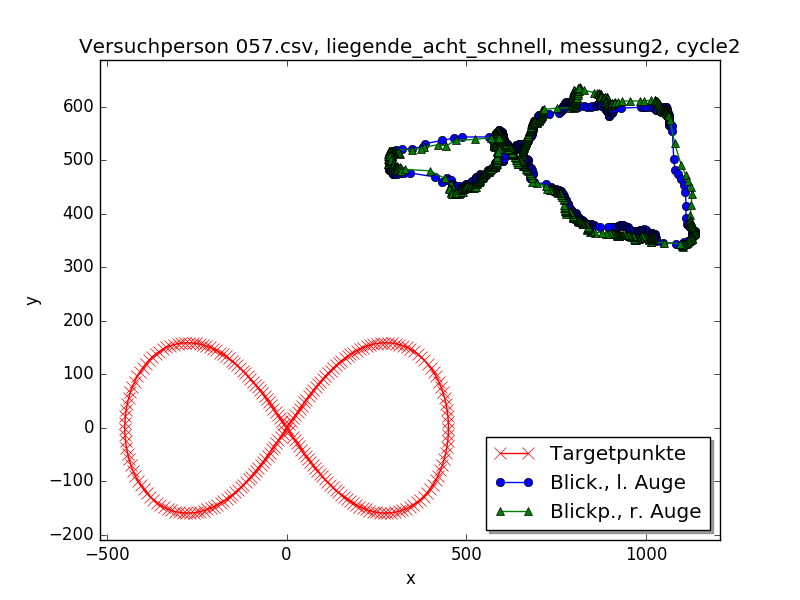 Versuchperson 057.csv, liegende_acht_schnell, messung2, cycle2
600
500
400
300
200
100
0
−100
−200
y
−500
0
500
1000
x
Targetpunkte
Blick., l. Auge
Blickp., r. Auge